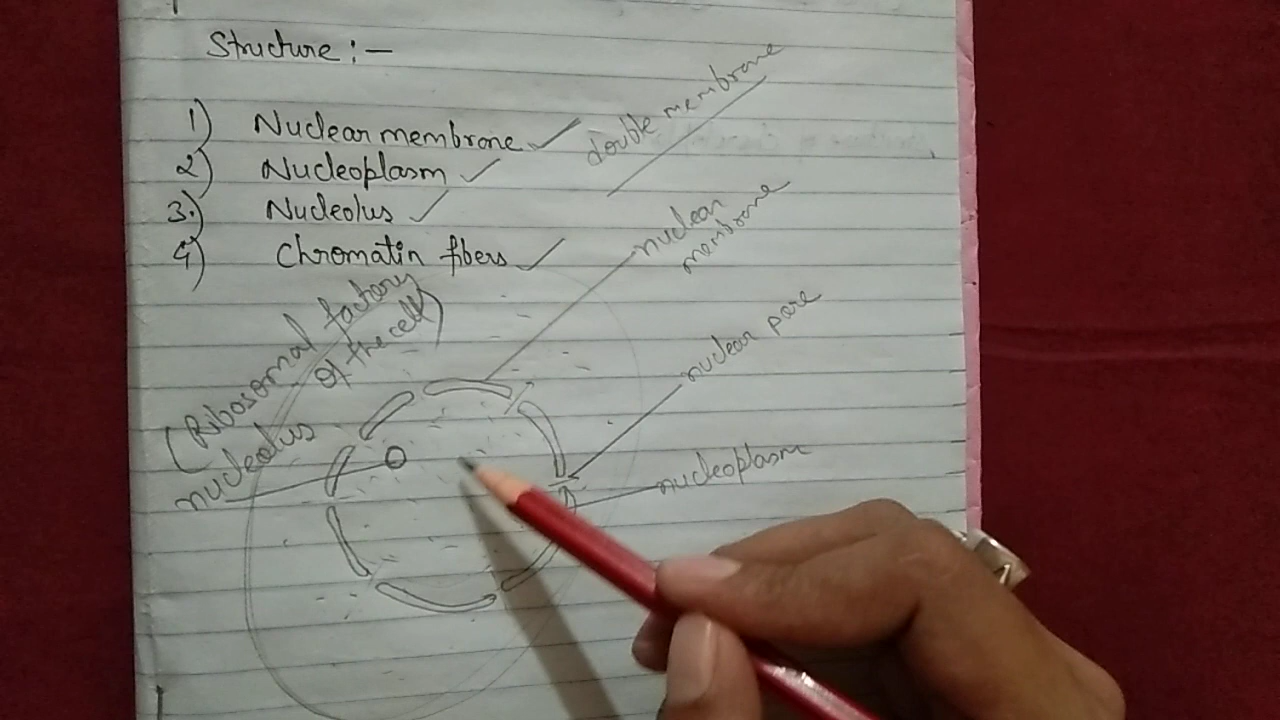 Structure :-
1) Nuclear membrane
2) Nucleoplasm
3.) Nucleolus
4) Chromatin fibers
double membrane
nuclear
membrane
nuclear pore
nucleoplasm
(Ribosomal factory
of the cell)
nucleolus